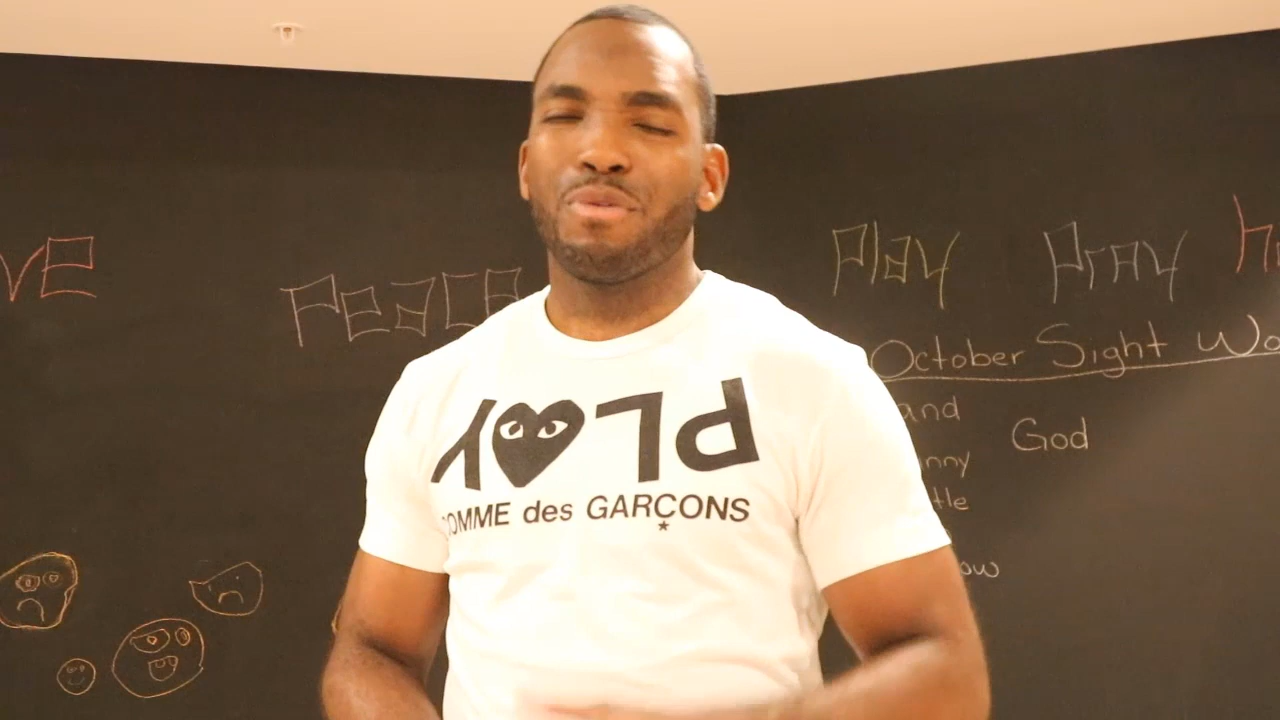 ve
Peace
Play Pray
October Sight Wo
and
God
nny
tle
ow
PLAY
COMME des GARÇONS